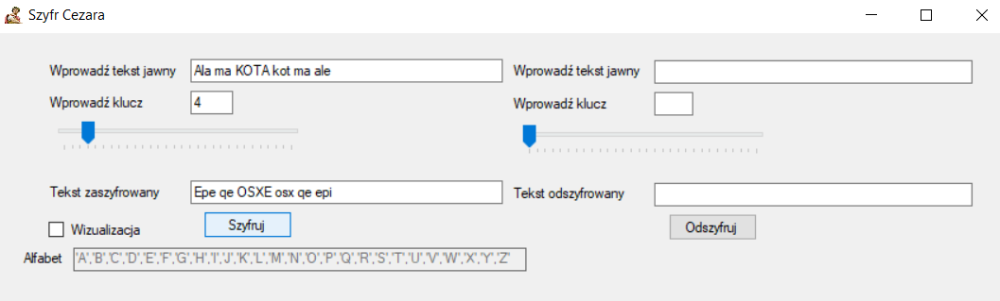 Szyfr Cezara
Wprowadź tekst jawny Ala ma KOTA kot ma ale Wprowadź tekst jawny
Wprowadź klucz 4 Wprowadź klucz
Tekst zaszyfrowany Epe qe OSXE osx qe epi Tekst odszyfrowany
Wizualizacja Szyfruj Odszyfruj
Alfabet 'A','B','C','D','E','F','G','H','I','J','K','L','M','N','O','P','Q','R','S','T','U','V','W','X','Y','Z'